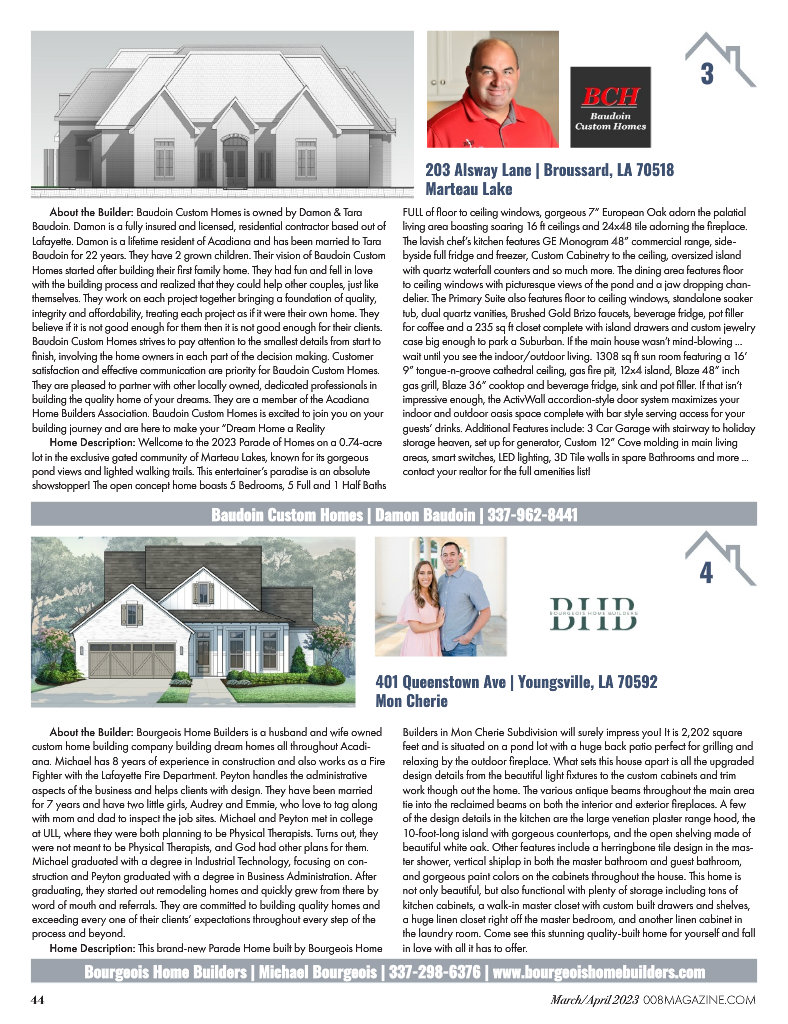 3
BCH
Baudoin
Custom Homes
203 Alsway Lane | Broussard, LA 70518
Marteau Lake
About the Builder: Baudoin Custom Homes is owned by Damon & Tara
Baudoin. Damon is a fully insured and licensed, residential contractor based out of
Lafayette. Damon is a lifetime resident of Acadiana and has been married to Tara
Baudoin for 22 years. They have 2 grown children. Their vision of Baudoin Custom
Homes started after building their first family home. They had fun and fell in love
with the building process and realized that they could help other couples, just like
themselves. They work on each project together bringing a foundation of quality,
integrity and affordability, treating each project as if it were their own home. They
believe if it is not good enough for them then it is not good enough for their clients.
Baudoin Custom Homes strives to pay attention to the smallest details from start to
finish, involving the home owners in each part of the decision making. Customer
satisfaction and effective communication are priority for Baudoin Custom Homes.
They are pleased to partner with other locally owned, dedicated professionals in
building the quality home of your dreams. They are a member of the Acadiana
Home Builders Association. Baudoin Custom Homes is excited to join you on your
building journey and are here to make your "Dream Home a Reality
Home Description: Wellcome to the 2023 Parade of Homes on a 0.74-acre
lot in the exclusive gated community of Marteau Lakes, known for its gorgeous
pond views and lighted walking trails. This entertainer's paradise is an absolute
showstopper! The open concept home boasts 5 Bedrooms, 5 Full and 1 Half Baths
FULL of floor to ceiling windows, gorgeous 7" European Oak adorn the palatial
living area boasting soaring 16 ft ceilings and 24x48 tile adorning the fireplace.
The lavish chef's kitchen features GE Monogram 48" commercial range, side-
byside full fridge and freezer, Custom Cabinetry to the ceiling, oversized island
with quartz waterfall counters and so much more. The dining area features floor
to ceiling windows with picturesque views of the pond and a jaw dropping chan-
delier. The Primary Suite also features floor to ceiling windows, standalone soaker
tub, dual quartz vanities, Brushed Gold Brizo faucets, beverage fridge, pot filler
for coffee and a 235 sq ft closet complete with island drawers and custom jewelry
case big enough to park a Suburban. If the main house wasn't mind-blowing ...
wait until you see the indoor/outdoor living. 1308 sq ft sun room featuring a 16'
9" tongue-n-groove cathedral ceiling, gas fire pit, 12x4 island, Blaze 48" inch
gas grill, Blaze 36" cooktop and beverage fridge, sink and pot filler. If that isn't
impressive enough, the ActivWall accordion-style door system maximizes your
indoor and outdoor oasis space complete with bar style serving access for your
guests' drinks. Additional Features include: 3 Car Garage with stairway to holiday
storage heaven, set up for generator, Custom 12" Cove molding in main living
areas, smart switches, LED lighting, 3D Tile walls in spare Bathrooms and more ...
contact your realtor for the full amenities list!
Baudoin Custom Homes | Damon Baudoin | 337-962-8441
4
BHB
BOURGEOIS HOME BUILDERS
401 Queenstown Ave | Youngsville, LA 70592
Mon Cherie
About the Builder: Bourgeois Home Builders is a husband and wife owned
custom home building company building dream homes all throughout Acadi-
ana. Michael has 8 years of experience in construction and also works as a Fire
Fighter with the Lafayette Fire Department. Peyton handles the administrative
aspects of the business and helps clients with design. They have been married
for 7 years and have two little girls, Audrey and Emmie, who love to tag along
with mom and dad to inspect the job sites. Michael and Peyton met in college
at ULL, where they were both planning to be Physical Therapists. Turns out, they
were not meant to be Physical Therapists, and God had other plans for them.
Michael graduated with a degree in Industrial Technology, focusing on con-
struction and Peyton graduated with a degree in Business Administration. After
graduating, they started out remodeling homes and quickly grew from there by
word of mouth and referrals. They are committed to building quality homes and
exceeding every one of their clients' expectations throughout every step of the
process and beyond.
Home Description: This brand-new Parade Home built by Bourgeois Home
Builders in Mon Cherie Subdivision will surely impress you! It is 2,202 square
feet and is situated on a pond lot with a huge back patio perfect for grilling and
relaxing by the outdoor fireplace. What sets this house apart is all the upgraded
design details from the beautiful light fixtures to the custom cabinets and trim
work though out the home. The various antique beams throughout the main area
tie into the reclaimed beams on both the interior and exterior fireplaces. A few
of the design details in the kitchen are the large venetian plaster range hood, the
10-foot-long island with gorgeous countertops, and the open shelving made of
beautiful white oak. Other features include a herringbone tile design in the mas-
ter shower, vertical shiplap in both the master bathroom and guest bathroom,
and gorgeous paint colors on the cabinets throughout the house. This home is
not only beautiful, but also functional with plenty of storage including tons of
kitchen cabinets, a walk-in master closet with custom built drawers and shelves,
a huge linen closet right off the master bedroom, and another linen cabinet in
the laundry room. Come see this stunning quality-built home for yourself and fall
in love with all it has to offer.
Bourgeois Home Builders | Michael Bourgeois | 337-298-6376 | www.bourgeoishomebuilders.com
44
March/April 2023 008MAGAZINE.COM